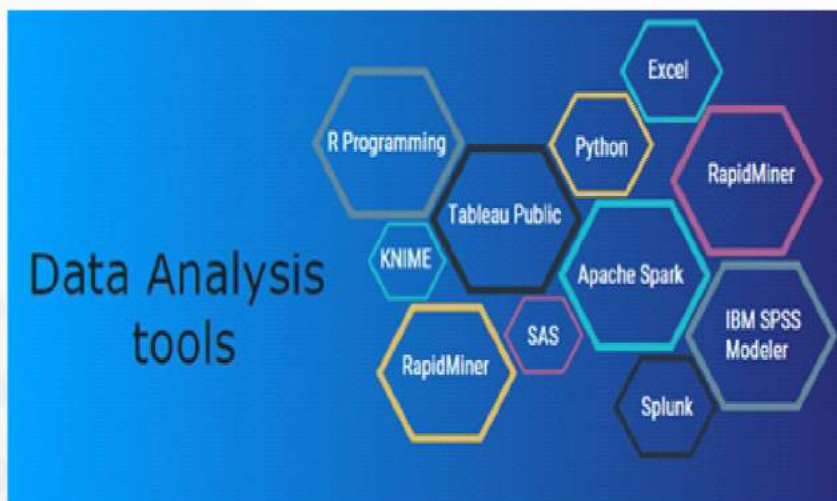 Data Analysis
tools
Excel
R Programming
Python
RapidMiner
Tableau Public
KNIME
Apache Spark
SAS
IBM SPSS
Modeler
RapidMiner
Splunk